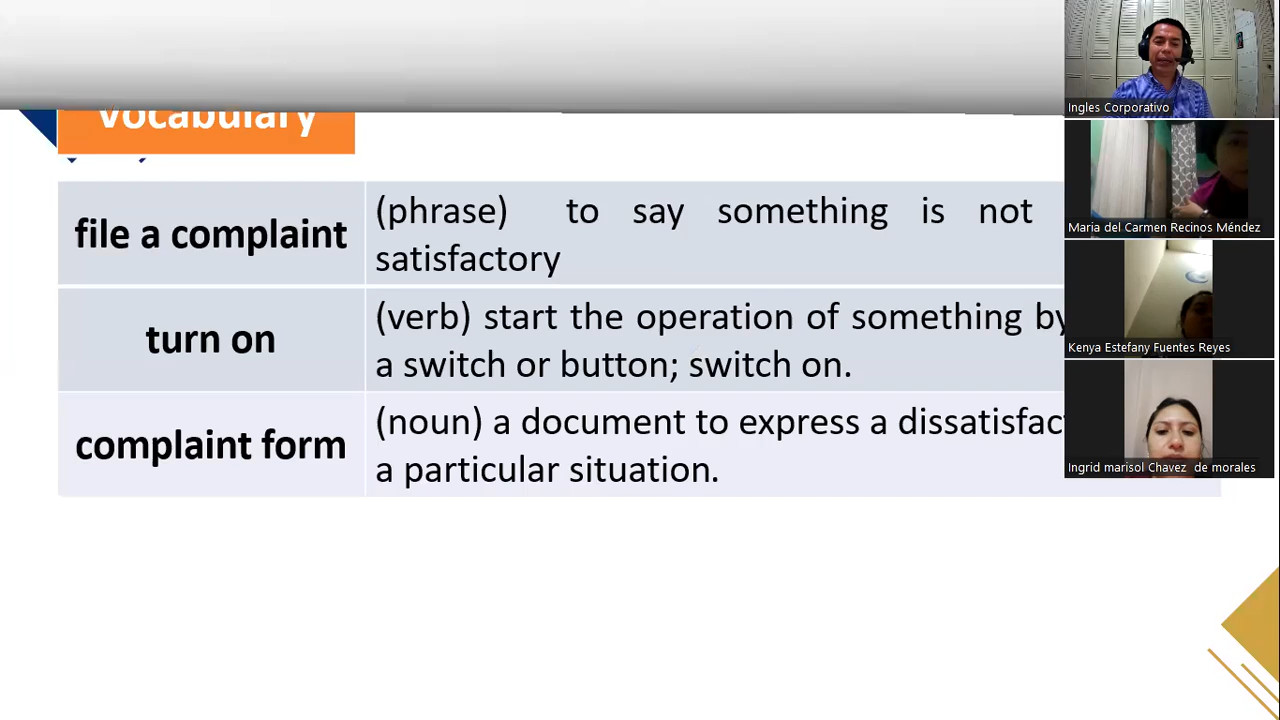 Vocabulary
file a complaint
(phrase) to say something is not
satisfactory
turn on
(verb) start the operation of something by
a switch or button; switch on.
complaint form
(noun) a document to express a
a particular situation.
Ingles Corporativo
Maria del Carmen Recinos Méndez
Kenya Estefany Fuentes Reyes
Ingrid marisol Chavez de morales